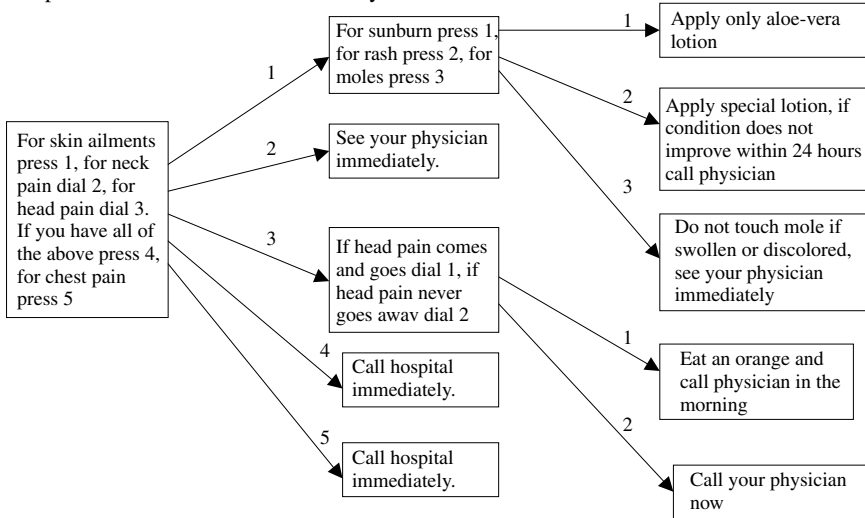 For skin ailments
press 1, for neck
pain dial 2, for
head pain dial 3.
If you have all of
the above press 4,
for chest pain
press 5
1
2
3
4
5
For sunburn press 1,
for rash press 2, for
moles press 3
See your physician
immediately.
If head pain comes
and goes dial 1, if
head pain never
goes away dial 2
Call hospital
immediately.
Call hospital
immediately.
1
2
3
1
2
Apply only aloe-vera
lotion
Apply special lotion, if
condition does not
improve within 24 hours
call physician
Do not touch mole if
swollen or discolored,
see your physician
immediately
Eat an orange and
call physician in the
morning
Call your physician
now